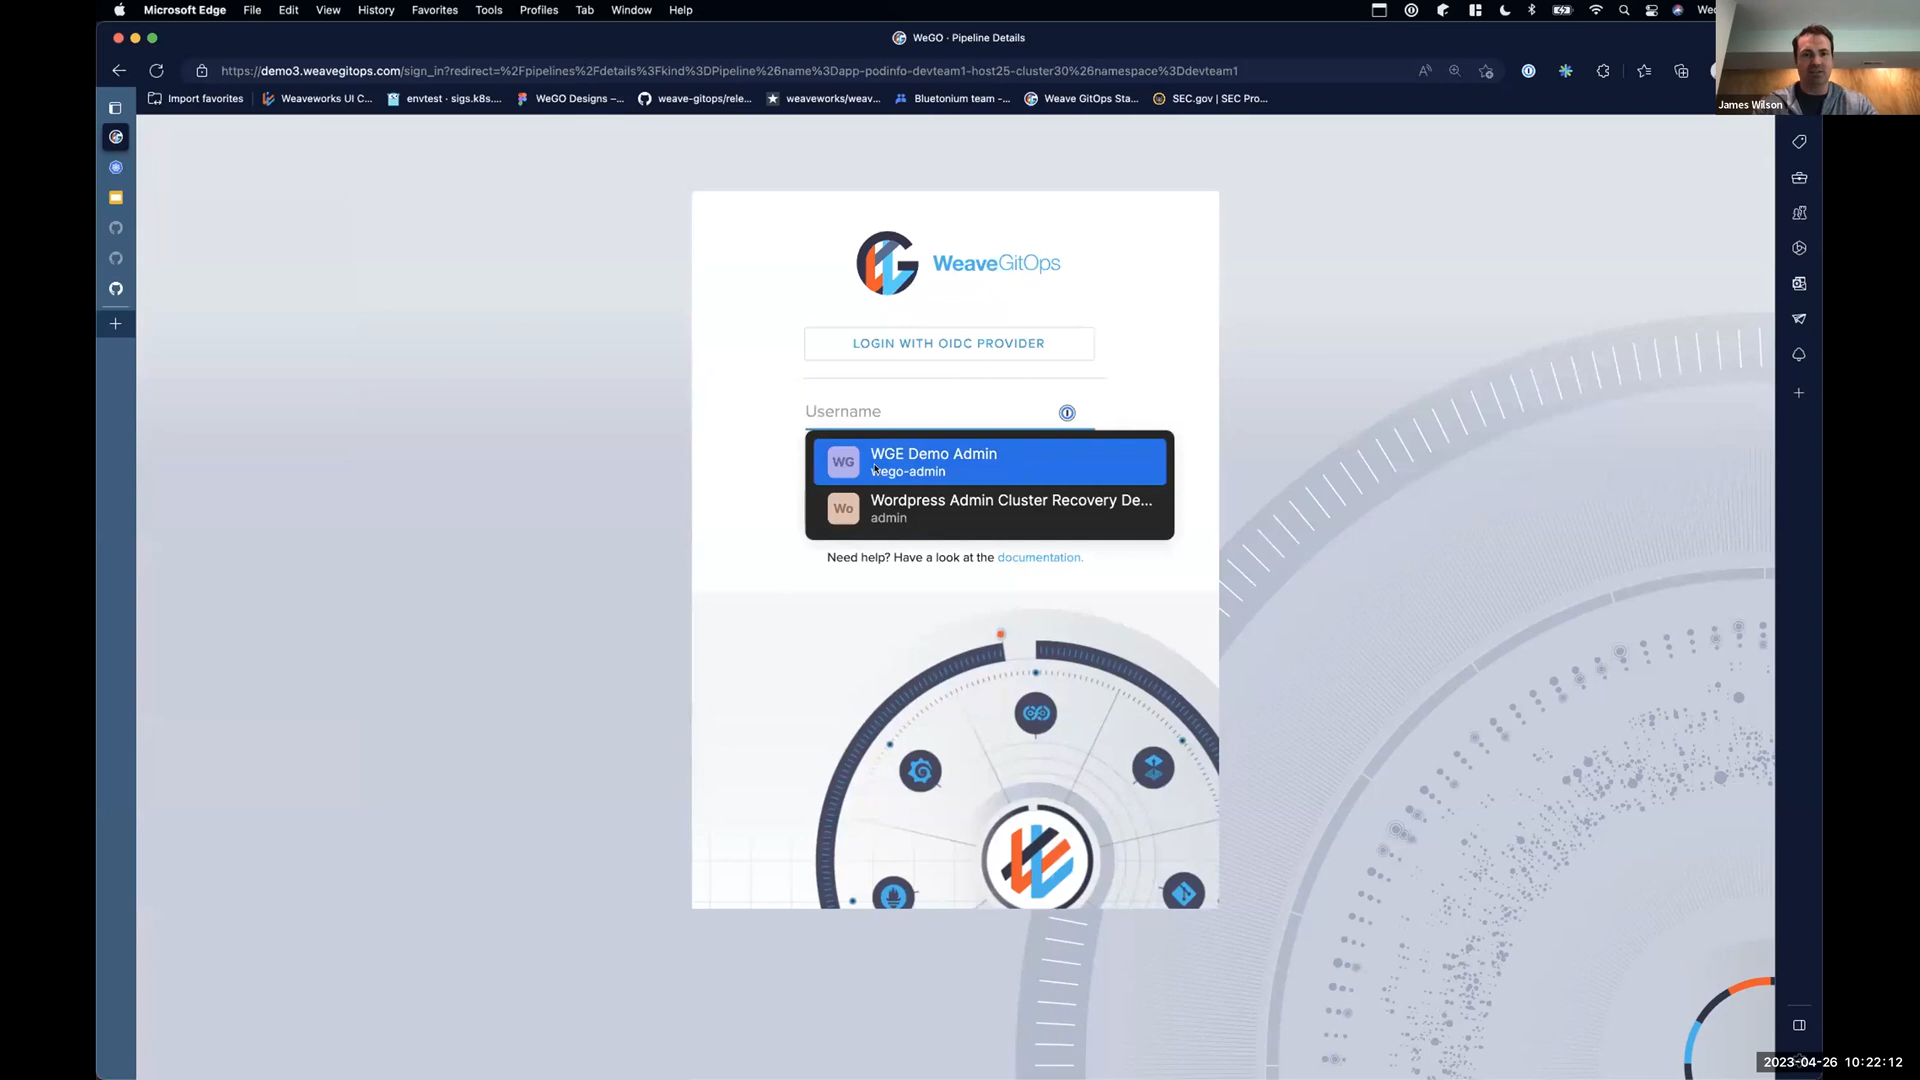 Microsoft Edge File Edit View History Favorites Tools Profiles Tab Window Help
WeGO · Pipeline Details
https://demo3.weavegitops.com/sign_in?redirect=%2Fpipelines%2Fdetails%3Fkind%3DPipeline%26name%3Dapp-podinfo-devteam1-host25-cluster30%26namespace%3Ddevteam1
Import favorites Weaveworks UI C... envtest · sigs.k8s.... WeGO Designs –... weave-gitops/rele... weaveworks/weav... Bluetonium team -... Weave GitOps Sta... SEC.gov | SEC Pro...
James Wilson
WeaveGitOps
LOGIN WITH OIDC PROVIDER
Username
WG
WGE Demo Admin
wego-admin
Wo
Wordpress Admin Cluster Recovery De...
admin
Need help? Have a look at the documentation.
2023-04-26 10:22:12